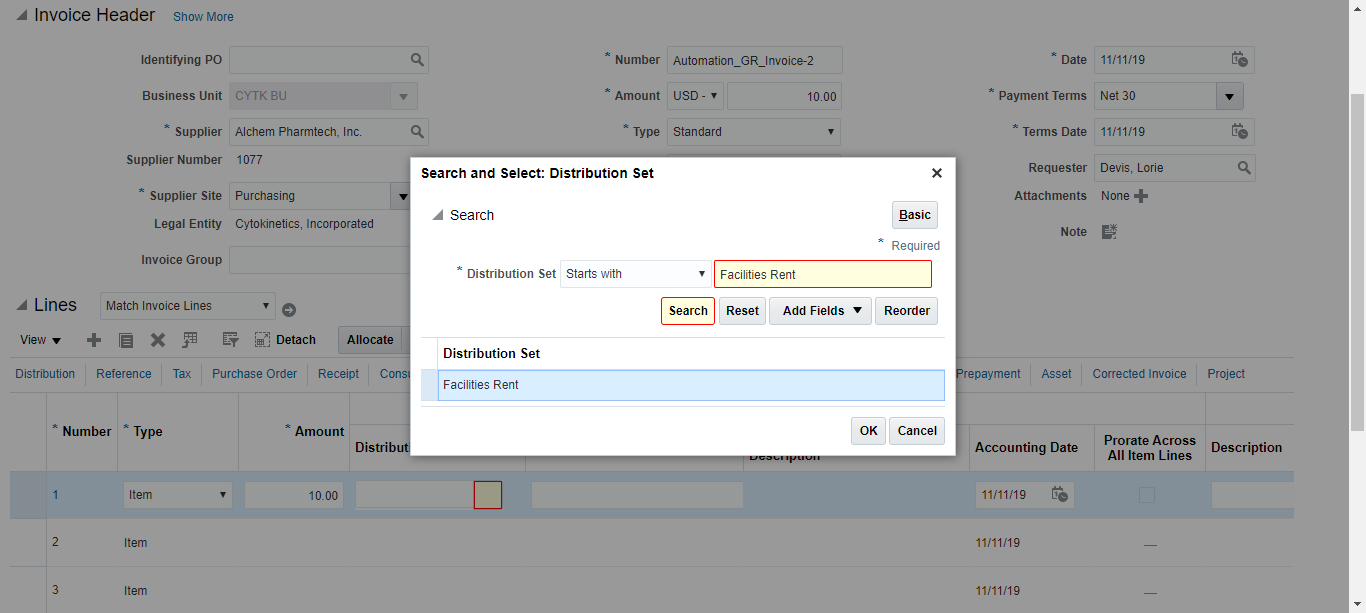 Invoice Header Show More
Identifying PO * Number Automation_GR_Invoice-2 * Date 11/11/19
Business Unit CYTK BU * Amount USD - 10.00 * Payment Terms Net 30
* Supplier Alchem Pharmtech, Inc. * Type Standard * Terms Date 11/11/19
Supplier Number 1077
Requester Devis, Lorie
* Supplier Site Purchasing Attachments None
Legal Entity Cytokinetics, Incorporated
Note
Invoice Group
Search and Select: Distribution Set
Search Basic
* Required
* Distribution Set Starts with Facilities Rent
Search Reset Add Fields Reorder
Distribution Set
Facilities Rent
OK Cancel
Lines Match Invoice Lines
View Detach Allocate
Distribution Reference Tax Purchase Order Receipt Prepayment Asset Corrected Invoice Project
* Number * Type * Amount Description Accounting Date Prorate Across Description
All Item Lines
1 Item 10.00 11/11/19
2 Item 11/11/19 —
3 Item 11/11/19 —